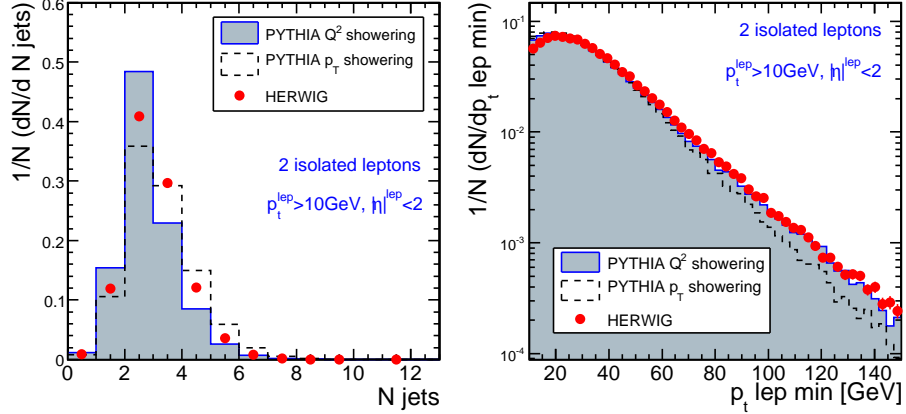 1/N (dN/d N jets)
0.6
0.5
0.4
0.3
0.2
0.1
0
PYTHIA Q² showering
PYTHIA p_T showering
HERWIG
2 isolated leptons
p_t^lep>10GeV, |η|^lep<2
0 2 4 6 8 10 12
N jets
1/N (dN/dp_t lep min)
10⁻¹
10⁻²
10⁻³
10⁻⁴
2 isolated leptons
p_t^lep>10GeV, |η|^lep<2
PYTHIA Q² showering
PYTHIA p_T showering
HERWIG
20 40 60 80 100 120 140
p_t lep min [GeV]